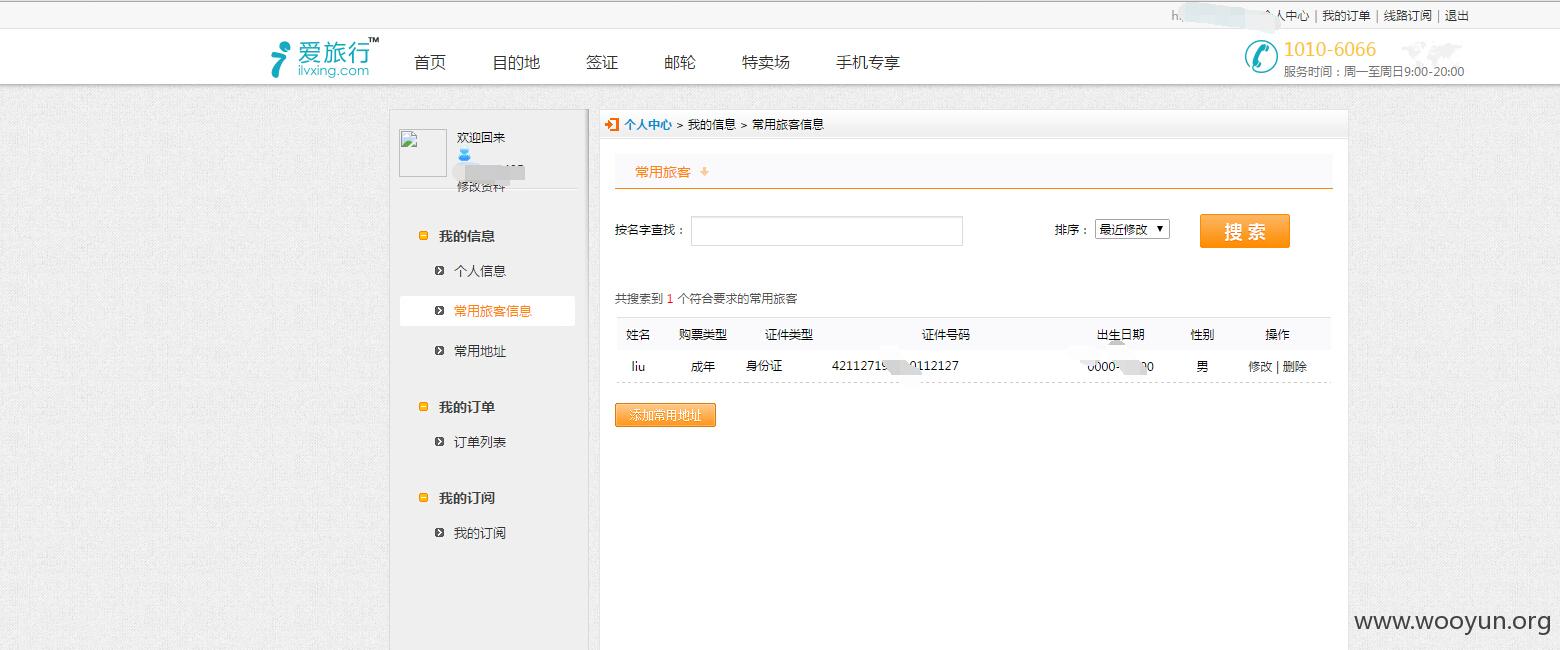 个人中心 | 我的订单 | 线路订阅 | 退出
爱旅行™
ilvxing.com
首页 目的地 签证 邮轮 特卖场 手机专享
1010-6066
服务时间：周一至周日9:00-20:00
欢迎回来
修改资料
我的信息
个人信息
常用旅客信息
常用地址
我的订单
订单列表
我的订阅
我的订阅
个人中心 > 我的信息 > 常用旅客信息
常用旅客
按名字查找： 排序： 最近修改 搜 索
共搜索到 1 个符合要求的常用旅客
姓名 购票类型 证件类型 证件号码 出生日期 性别 操作
liu 成年 身份证 男 修改 | 删除
添加常用地址
www.wooyun.org